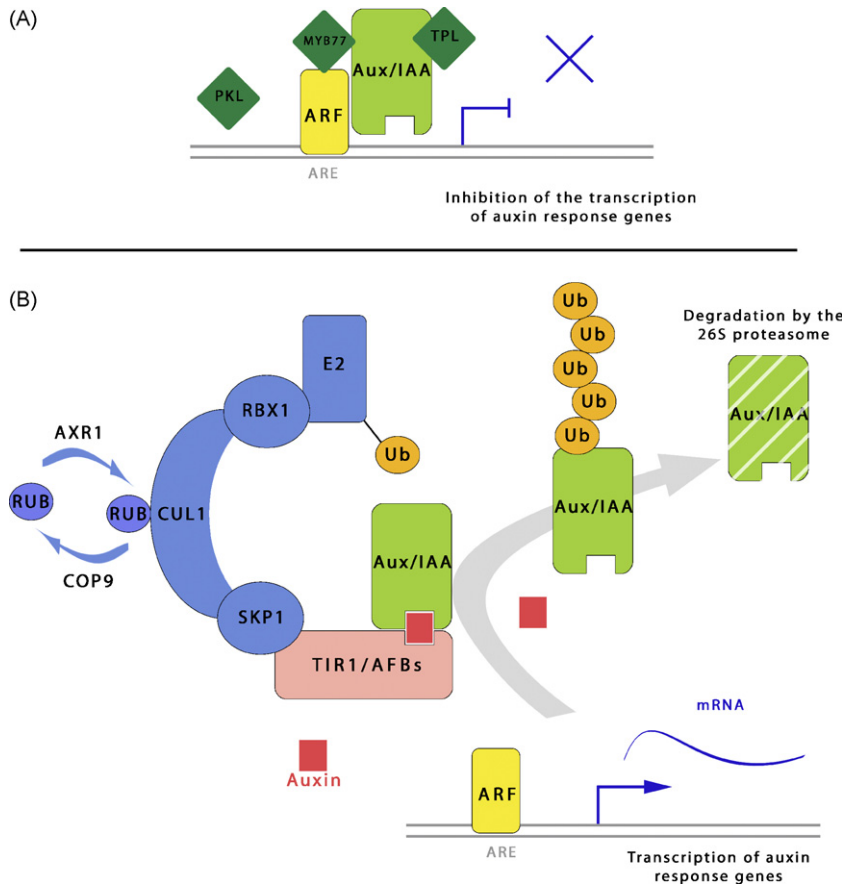 (A)
MYB77
TPL
Aux/IAA
PKL
ARF
ARE
Inhibition of the transcription
of auxin response genes
(B)
Ub
Ub
Ub
Ub
Ub
Degradation by the
26S proteasome
E2
RBX1
Aux/IAA
AXR1
Ub
RUB
RUB
CUL1
Aux/IAA
Aux/IAA
COP9
SKP1
TIR1/AFBs
mRNA
Auxin
ARF
ARE
Transcription of auxin
response genes